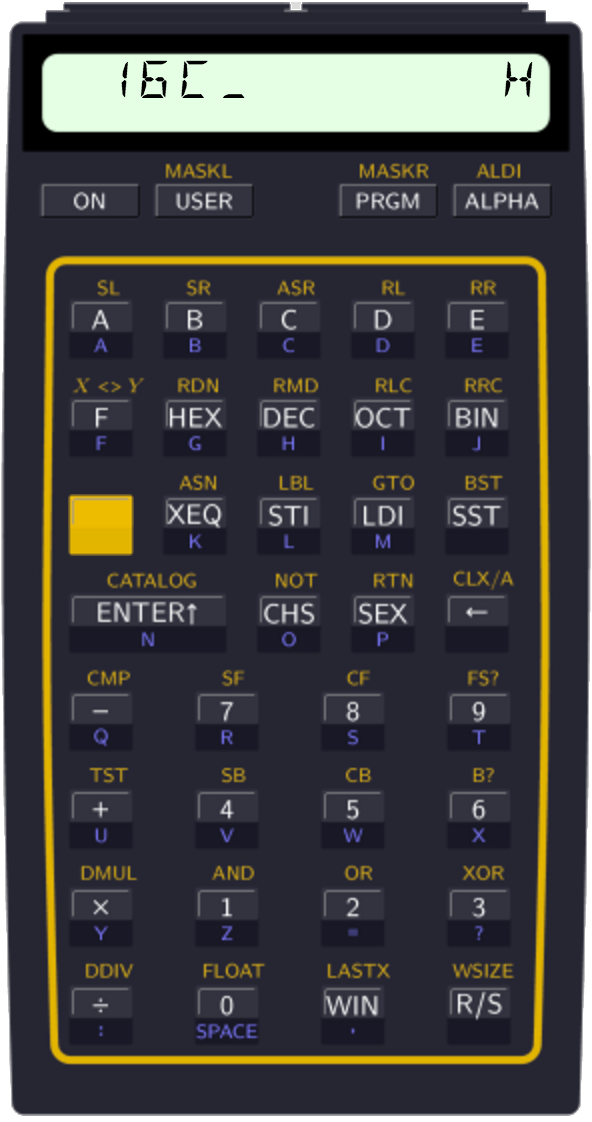 16C_ H
MASKL MASKR ALDI
ON USER PRGM ALPHA
SL SR ASR RL RR
A B C D E
A B C D E
X <> Y RDN RMD RLC RRC
F HEX DEC OCT BIN
F G H I J
ASN LBL GTO BST
XEQ STI LDI SST
K L M
CATALOG NOT RTN CLX/A
ENTER↑ CHS SEX ←
N O P
CMP SF CF FS?
− 7 8 9
Q R S T
TST SB CB B?
+ 4 5 6
U V W X
DMUL AND OR XOR
× 1 2 3
Y Z = ?
DDIV FLOAT LASTX WSIZE
÷ 0 WIN R/S
: SPACE ,